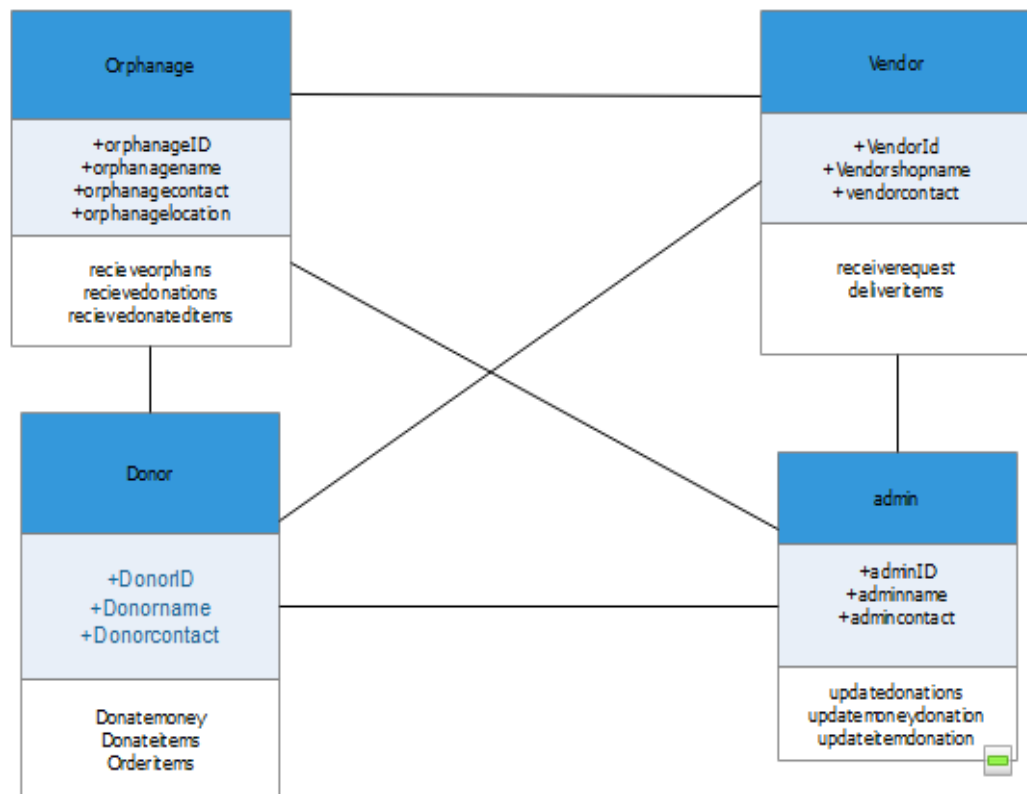 Orphanage
+orphanageID
+orphanagename
+orphanagecontact
+orphanagelocation
recieveorphans
recievedonations
recievedonateditems
Vendor
+VendorId
+Vendorshopname
+vendorcontact
receiverequest
deliveritems
Donor
+DonorID
+Donorname
+Donorcontact
Donatemoney
Donateitems
Orderitems
admin
+adminID
+adminname
+admincontact
updatedonations
updatemoneydonation
updateitemdonation